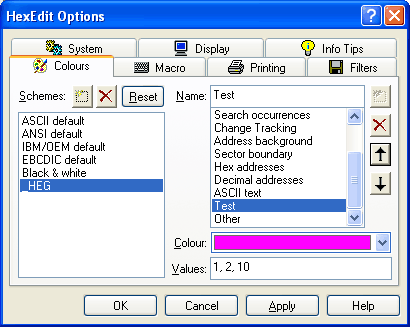 HexEdit Options
System Display Info Tips
Colours Macro Printing Filters
Schemes: Reset Name: Test
ASCII default
ANSI default
IBM/OEM default
EBCDIC default
Black & white
_HEG
Search occurrences
Change Tracking
Address background
Sector boundary
Hex addresses
Decimal addresses
ASCII text
Test
Other
Colour:
Values: 1, 2, 10
OK Cancel Apply Help